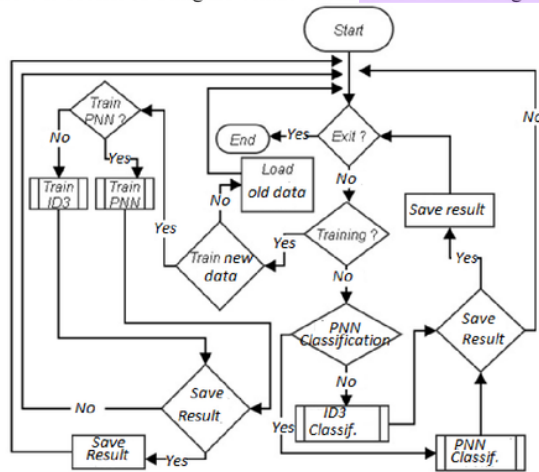 Start
Train
PNN ?
No
Yes
Train
ID3
Train
PNN
End
Yes
Exit ?
No
No
Load
old data
No
Yes
Train new
data
Yes
Training ?
No
Save result
Yes
PNN
Classification
Save
Result
No
Yes
ID3
Classif.
PNN
Classif.
Save
Result
No
Yes
Save
Result